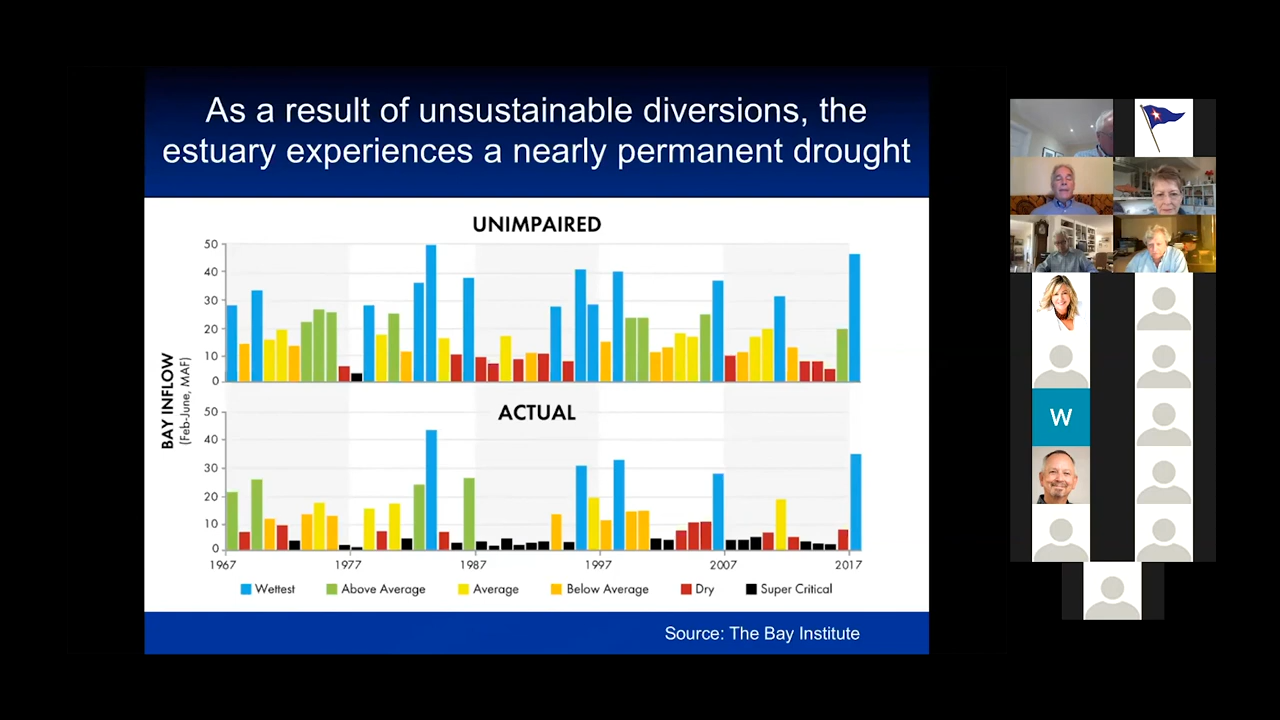 As a result of unsustainable diversions, the
estuary experiences a nearly permanent drought
UNIMPAIRED
50
40
30
20
10
0
BAY INFLOW
(Feb-June, MAF)
ACTUAL
50
40
30
20
10
0
1967 1977 1987 1997 2007 2017
Wettest Above Average Average Below Average Dry Super Critical
Source: The Bay Institute
W